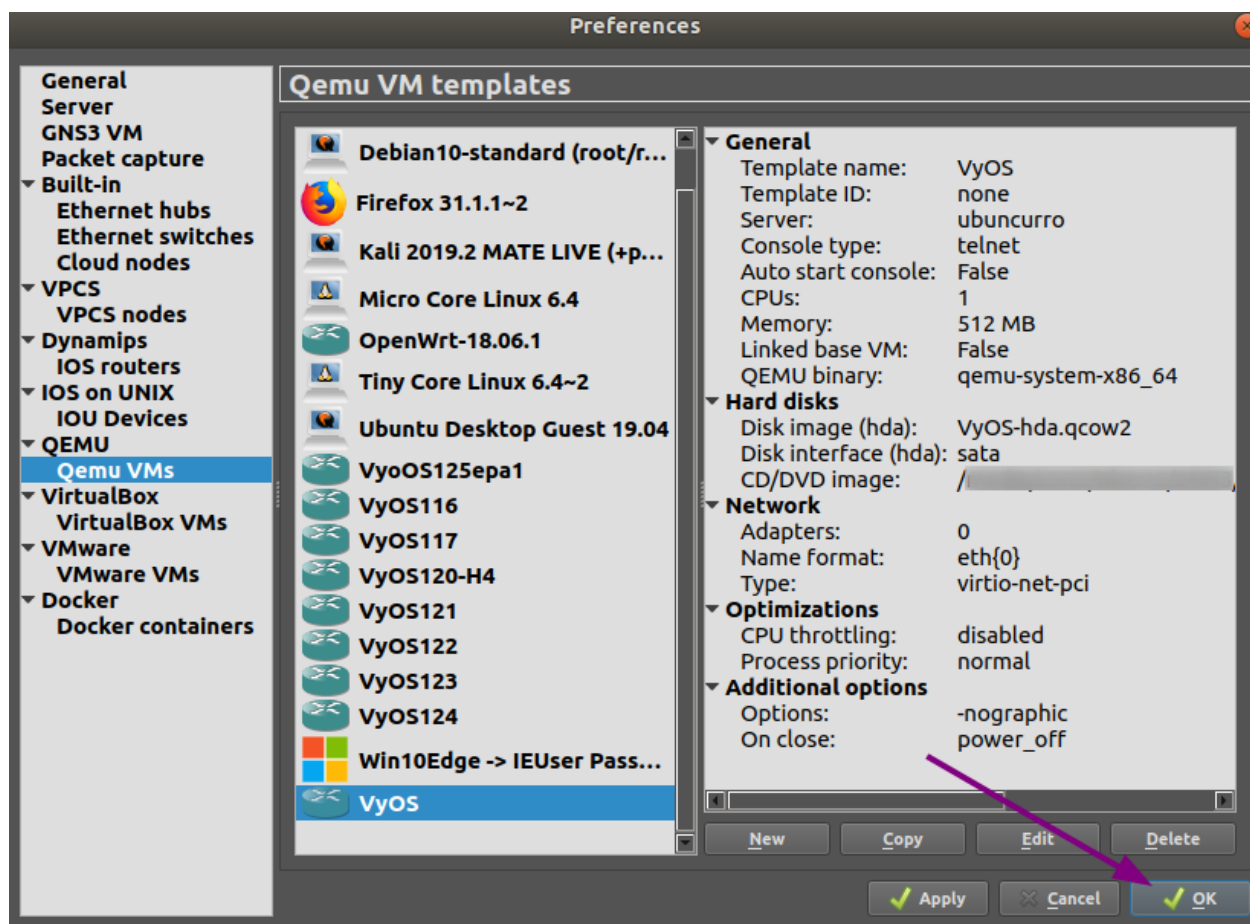 Preferences
General
Server
GNS3 VM
Packet capture
Built-in
Ethernet hubs
Ethernet switches
Cloud nodes
VPCS
VPCS nodes
Dynamips
IOS routers
IOS on UNIX
IOU Devices
QEMU
Qemu VMs
VirtualBox
VirtualBox VMs
VMware
VMware VMs
Docker
Docker containers
Qemu VM templates
Debian10-standard (root/r...
Firefox 31.1.1~2
Kali 2019.2 MATE LIVE (+p...
Micro Core Linux 6.4
OpenWrt-18.06.1
Tiny Core Linux 6.4~2
Ubuntu Desktop Guest 19.04
VyoOS125epa1
VyOS116
VyOS117
VyOS120-H4
VyOS121
VyOS122
VyOS123
VyOS124
Win10Edge -> IEUser Pass...
VyOS
General
Template name: VyOS
Template ID: none
Server: ubuncurro
Console type: telnet
Auto start console: False
CPUs: 1
Memory: 512 MB
Linked base VM: False
QEMU binary: qemu-system-x86_64
Hard disks
Disk image (hda): VyOS-hda.qcow2
Disk interface (hda): sata
CD/DVD image: /
Network
Adapters: 0
Name format: eth{0}
Type: virtio-net-pci
Optimizations
CPU throttling: disabled
Process priority: normal
Additional options
Options: -nographic
On close: power_off
New Copy Edit Delete
Apply Cancel OK